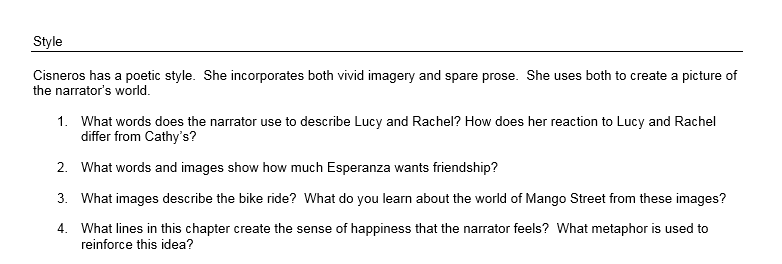 Style
Cisneros has a poetic style.  She incorporates both vivid imagery and spare prose.  She uses both to create a picture of
the narrator's world.
1. What words does the narrator use to describe Lucy and Rachel? How does her reaction to Lucy and Rachel
differ from Cathy's?
2. What words and images show how much Esperanza wants friendship?
3. What images describe the bike ride?  What do you learn about the world of Mango Street from these images?
4. What lines in this chapter create the sense of happiness that the narrator feels?  What metaphor is used to
reinforce this idea?